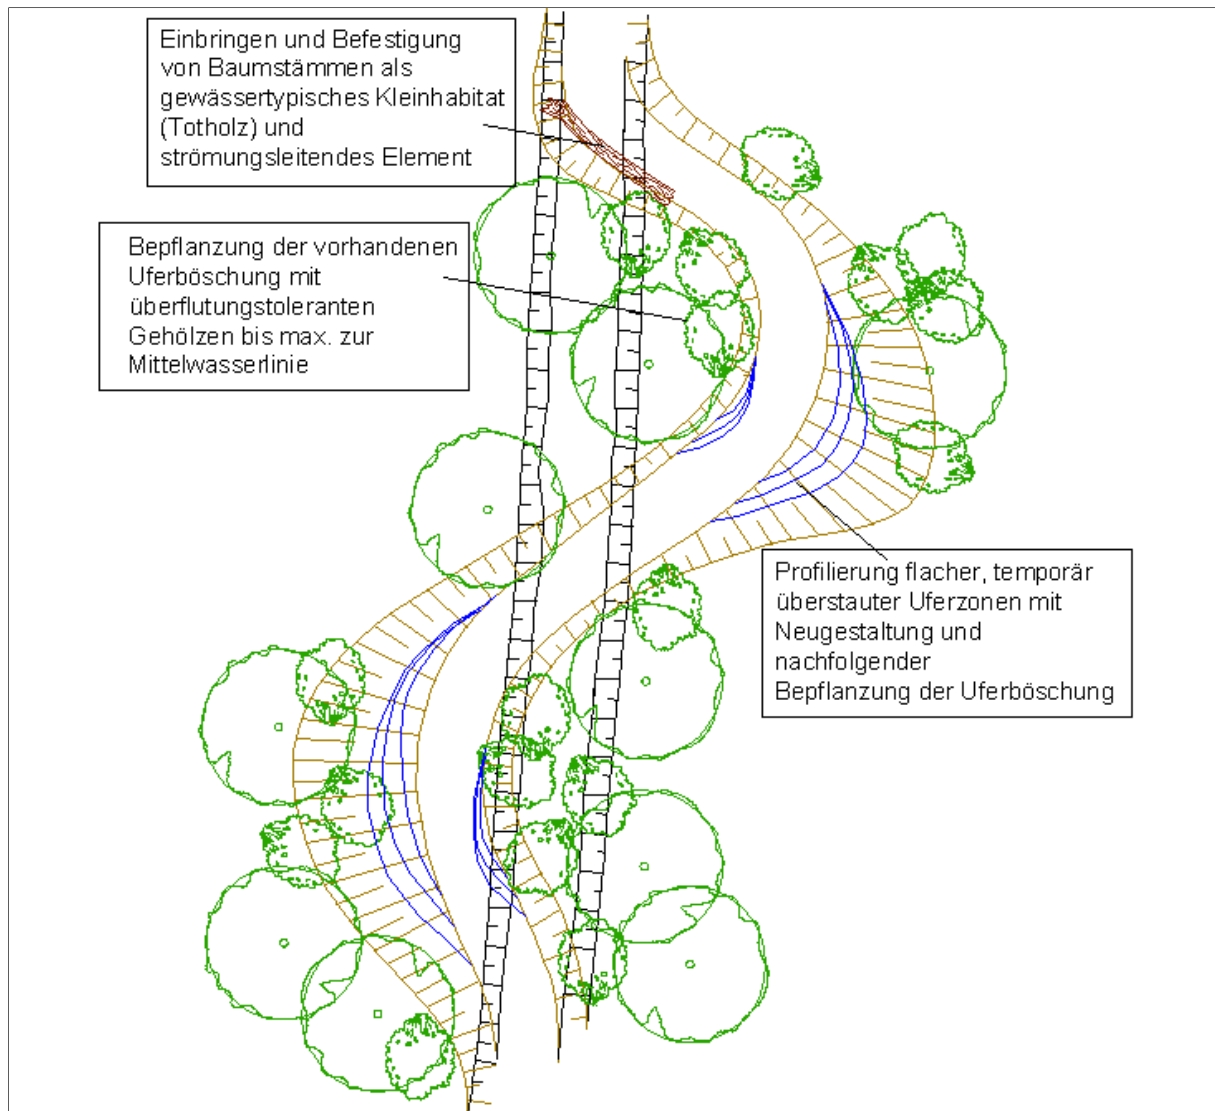 Einbringen und Befestigung
von Baumstämmen als
gewässertypisches Kleinhabitat
(Totholz) und
strömungsleitendes Element
Bepflanzung der vorhandenen
Uferböschung mit
überflutungstoleranten
Gehölzen bis max. zur
Mittelwasserlinie
Profilierung flacher, temporär
überstauter Uferzonen mit
Neugestaltung und
nachfolgender
Bepflanzung der Uferböschung